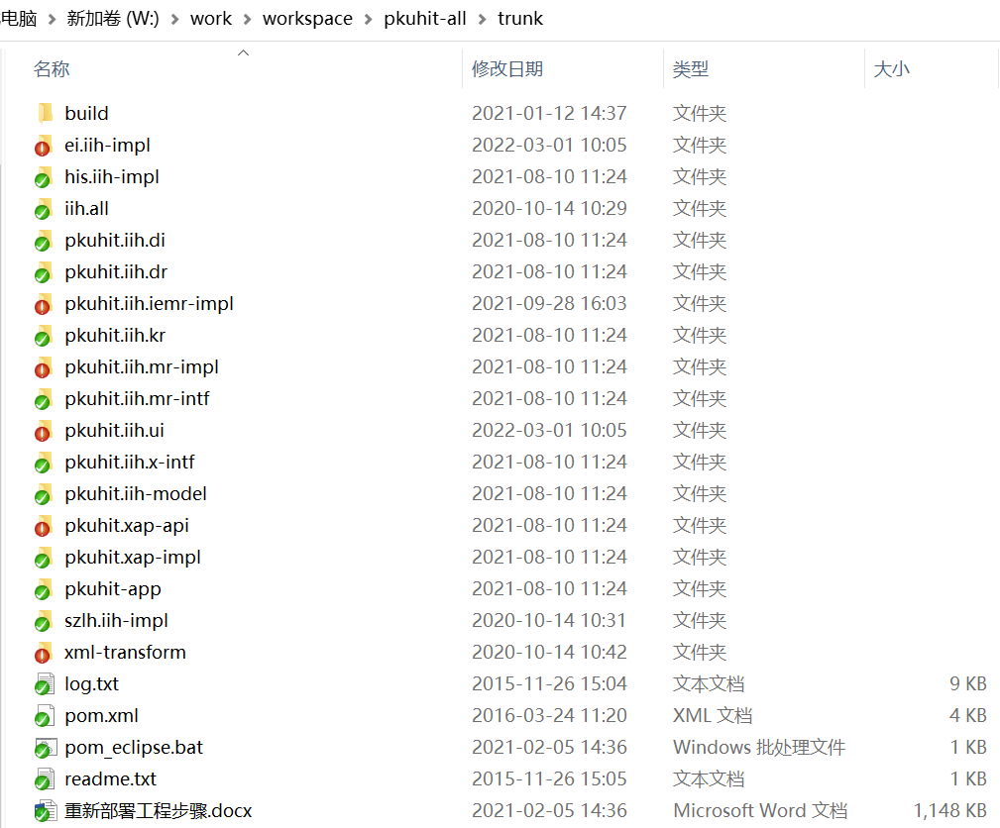 电脑 > 新加卷 (W:) > work > workspace > pkuhit-all > trunk
名称 修改日期 类型 大小
build 2021-01-12 14:37 文件夹
ei.iih-impl 2022-03-01 10:05 文件夹
his.iih-impl 2021-08-10 11:24 文件夹
iih.all 2020-10-14 10:29 文件夹
pkuhit.iih.di 2021-08-10 11:24 文件夹
pkuhit.iih.dr 2021-08-10 11:24 文件夹
pkuhit.iih.iemr-impl 2021-09-28 16:03 文件夹
pkuhit.iih.kr 2021-08-10 11:24 文件夹
pkuhit.iih.mr-impl 2021-08-10 11:24 文件夹
pkuhit.iih.mr-intf 2021-08-10 11:24 文件夹
pkuhit.iih.ui 2022-03-01 10:05 文件夹
pkuhit.iih.x-intf 2021-08-10 11:24 文件夹
pkuhit.iih-model 2021-08-10 11:24 文件夹
pkuhit.xap-api 2021-08-10 11:24 文件夹
pkuhit.xap-impl 2021-08-10 11:24 文件夹
pkuhit-app 2021-08-10 11:24 文件夹
szlh.iih-impl 2020-10-14 10:31 文件夹
xml-transform 2020-10-14 10:42 文件夹
log.txt 2015-11-26 15:04 文本文档 9 KB
pom.xml 2016-03-24 11:20 XML 文档 4 KB
pom_eclipse.bat 2021-02-05 14:36 Windows 批处理文件 1 KB
readme.txt 2015-11-26 15:05 文本文档 1 KB
重新部署工程步骤.docx 2021-02-05 14:36 Microsoft Word 文档 1,148 KB